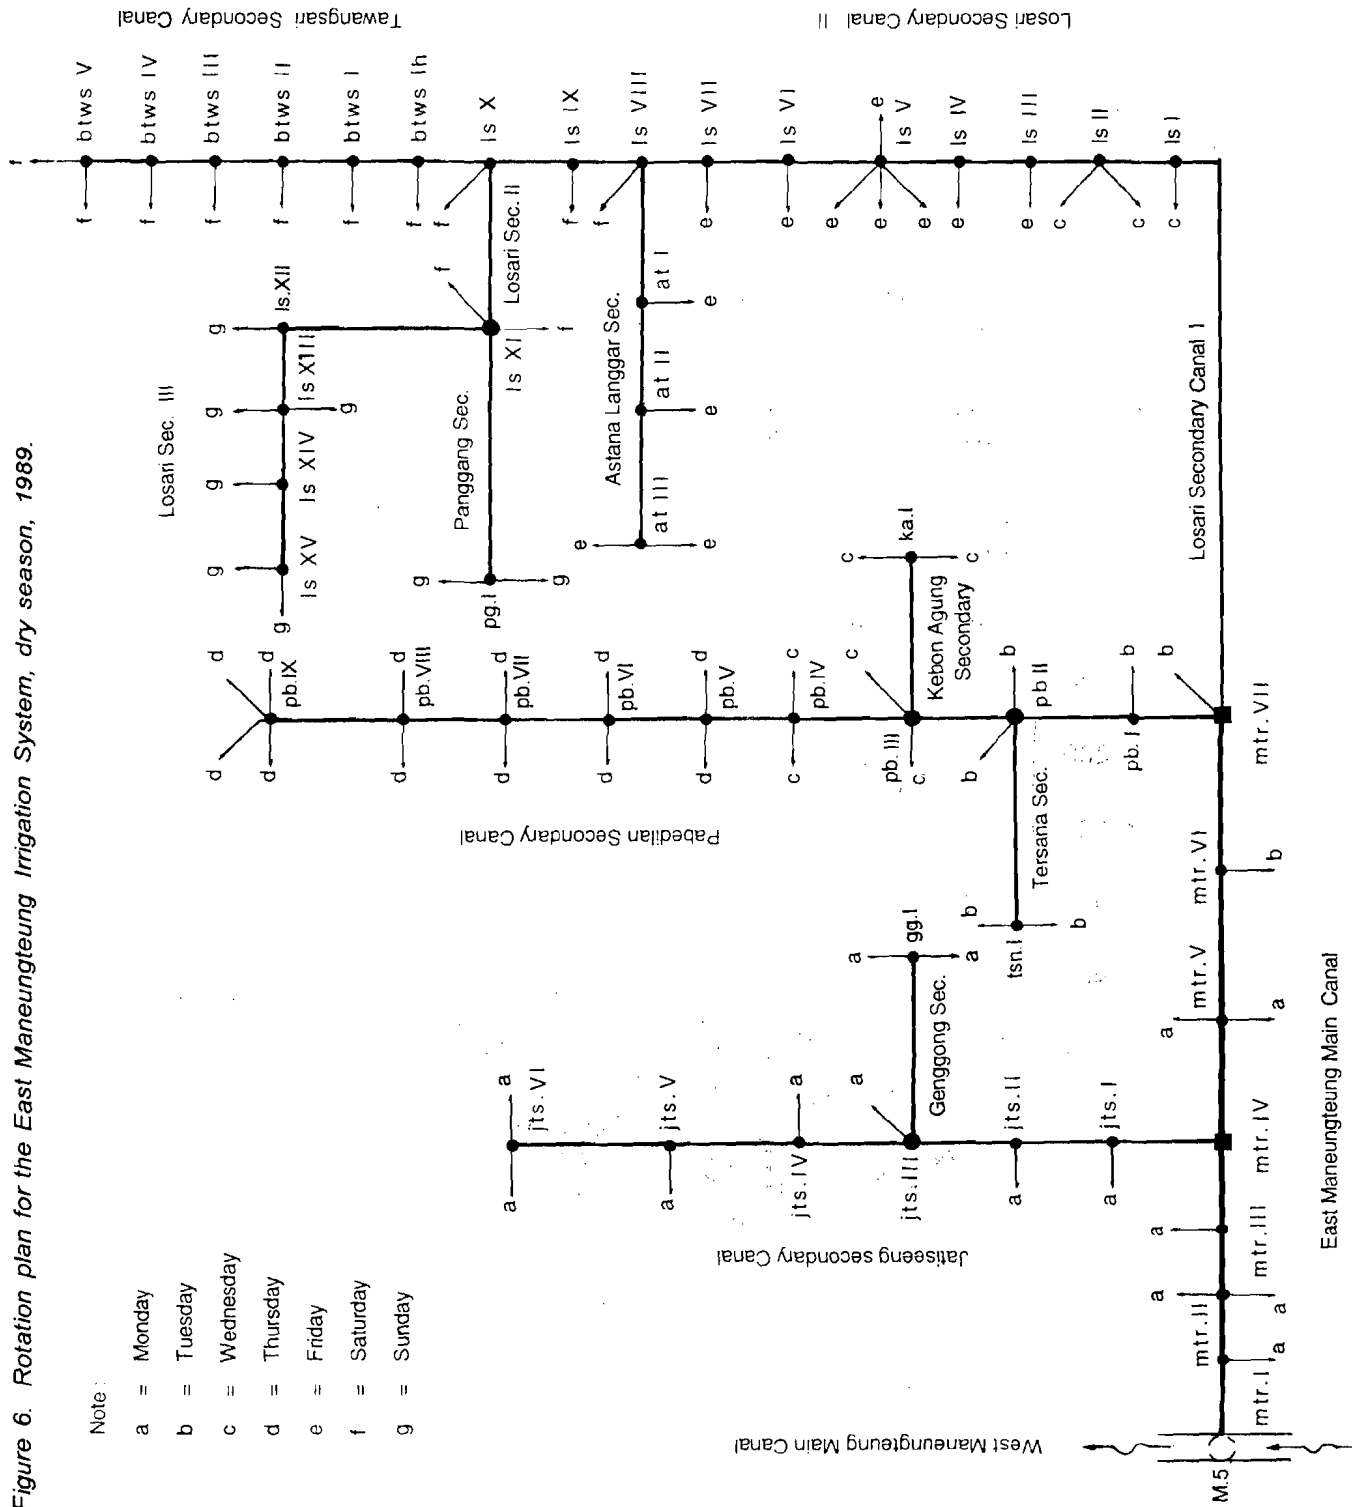 Figure 6. Rotation plan for the East Maneungteung Irrigation System, dry season, 1989.
Note :
a = Monday
b = Tuesday
c = Wednesday
d = Thursday
e = Friday
f = Saturday
g = Sunday
Tawangsari Secondary Canal
f
btws V
f
btws IV
f
btws III
f
btws II
f
btws I
f
btws Ih
f
ls X
f
ls IX
f
ls VIII
f
ls VII
e
ls VI
e
e
ls V
e
e
e
ls IV
e
ls III
e
ls II
c
c
ls I
c
Losari Secondary Canal II
Losari Sec. II
Losari Sec. III
ls.XII
g
ls XIII
g
g
ls XIV
g
ls XV
g
g
ls XI
f
f
Panggang Sec.
pg.I
g
g
Astana Langgar Sec.
at I
e
at II
e
at III
e
e
Losari Secondary Canal I
Pabedilan Secondary Canal
pb.IX
d
d
d
d
pb.VIII
d
d
pb.VII
d
d
pb.VI
d
d
pb.V
d
d
pb.IV
c
c
pb.III
c
c
Kebon Agung
Secondary
ka.I
c
c
pb II
b
b
Tersana Sec.
tsn.I
b
b
pb.I
b
mtr.VII
b
mtr.VI
b
mtr.V
a
a
mtr.IV
Jatiseeng secondary Canal
jts.VI
a
a
jts.V
a
jts.IV
a
jts.III
a
Genggong Sec.
gg.I
a
a
jts.II
a
jts.I
a
mtr.III
a
mtr.II
a
a
mtr.I
a
M.5
West Maneungteung Main Canal
East Maneungteung Main Canal